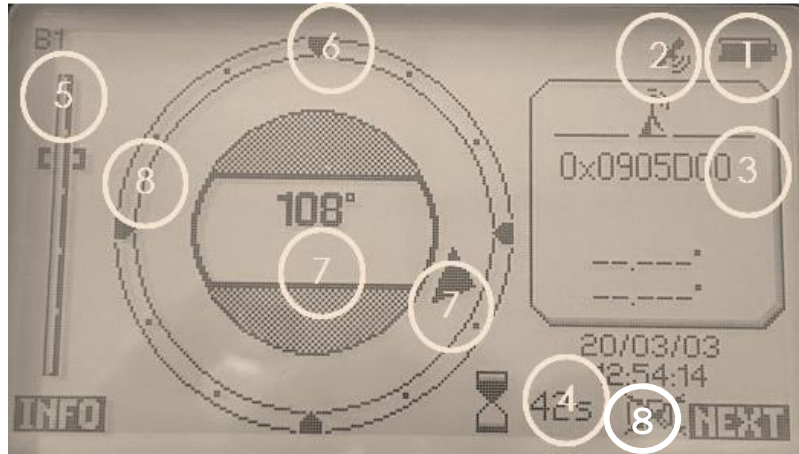 B1
6
2 1
5
0x0905D00 3
8
108°
7
7
--.---°
--.---°
20/03/03
12:54:14
4
42s
8
INFO
NEXT